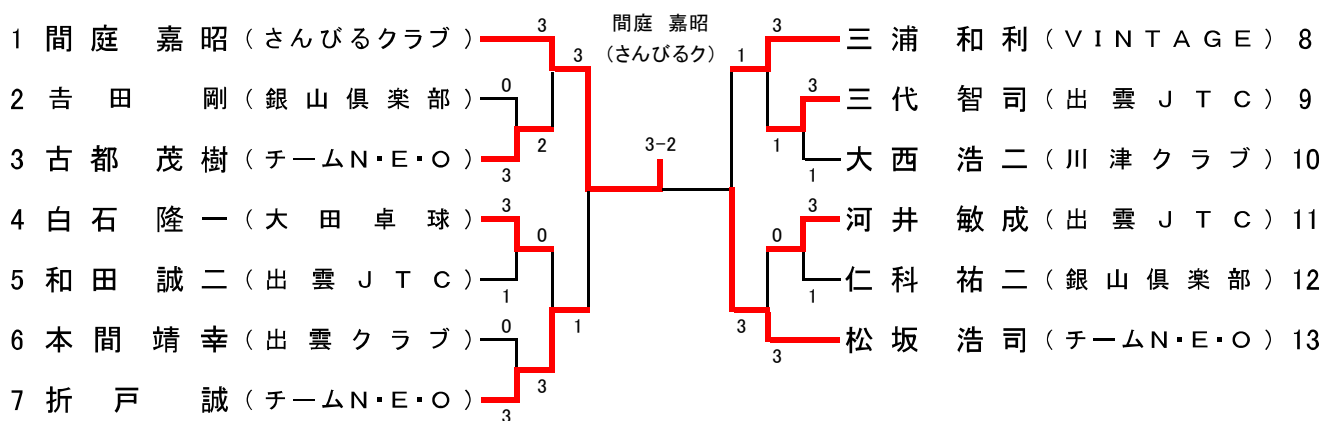 間庭 嘉昭
(さんびるク)
3-2
1 間庭 嘉昭 (さんびるクラブ) 3
3
2 𠮷田 剛 (銀山倶楽部) 0
2
3 古都 茂樹 (チームN・E・O) 3
4 白石 隆一 (大田卓球) 3
0
5 和田 誠二 (出雲JTC) 1
1
6 本間 靖幸 (出雲クラブ) 0
3
7 折戸 誠 (チームN・E・O) 3
3 三浦 和利 (VINTAGE) 8
1
3 三代 智司 (出雲JTC) 9
1
1 大西 浩二 (川津クラブ) 10
3 河井 敏成 (出雲JTC) 11
0
1 仁科 祐二 (銀山倶楽部) 12
3
3 松坂 浩司 (チームN・E・O) 13